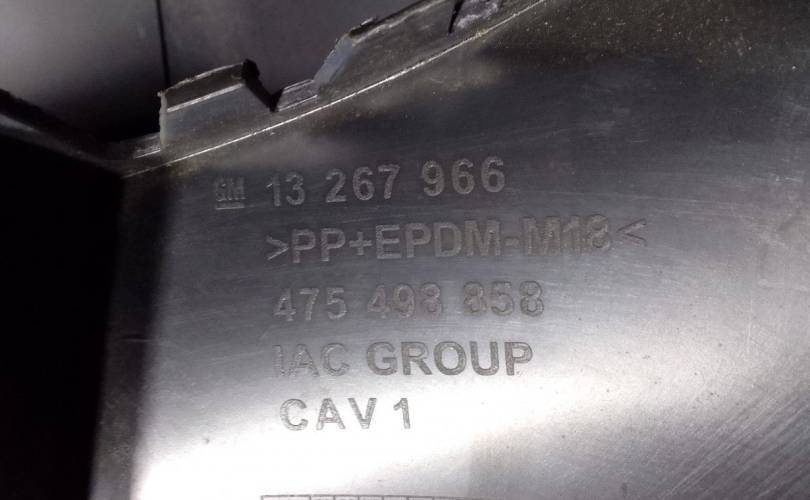 GM 13 267 966
>PP+EPDM-M18<
475 498 858
IAC GROUP
CAV 1